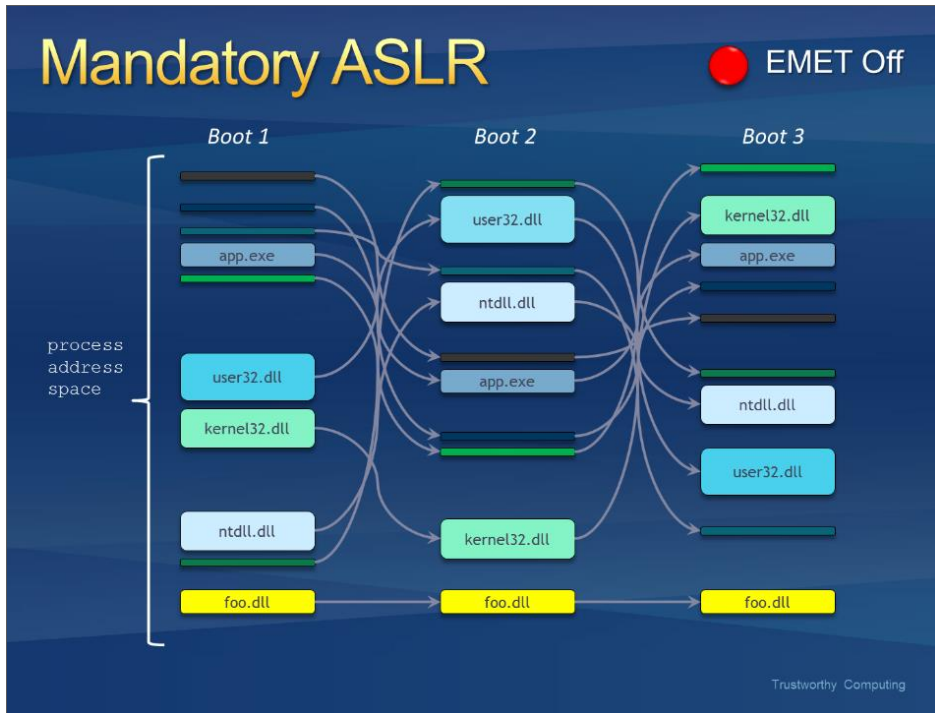 Mandatory ASLR
EMET Off
Boot 1
Boot 2
Boot 3
process
address
space
app.exe
user32.dll
kernel32.dll
ntdll.dll
foo.dll
user32.dll
ntdll.dll
app.exe
kernel32.dll
foo.dll
kernel32.dll
app.exe
ntdll.dll
user32.dll
foo.dll
Trustworthy Computing